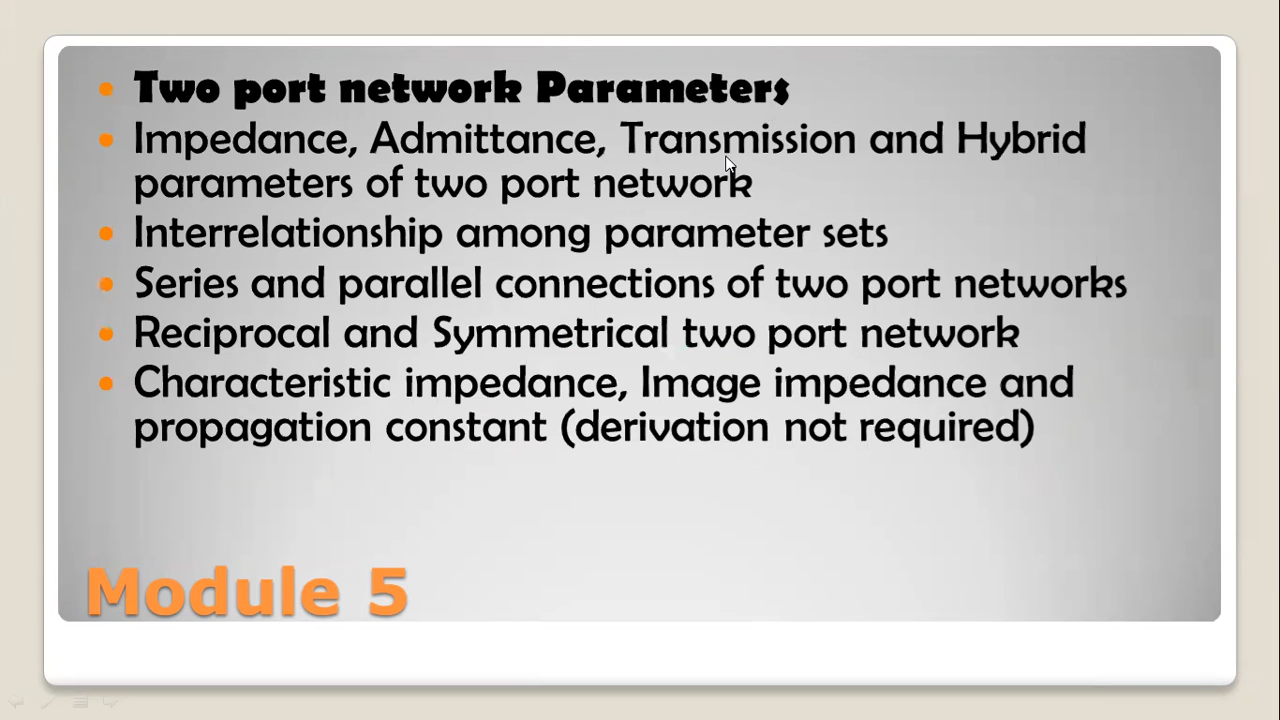 Two port network Parameters
Impedance, Admittance, Transmission and Hybrid
parameters of two port network
Interrelationship among parameter sets
Series and parallel connections of two port networks
Reciprocal and Symmetrical two port network
Characteristic impedance, Image impedance and
propagation constant (derivation not required)
Module 5